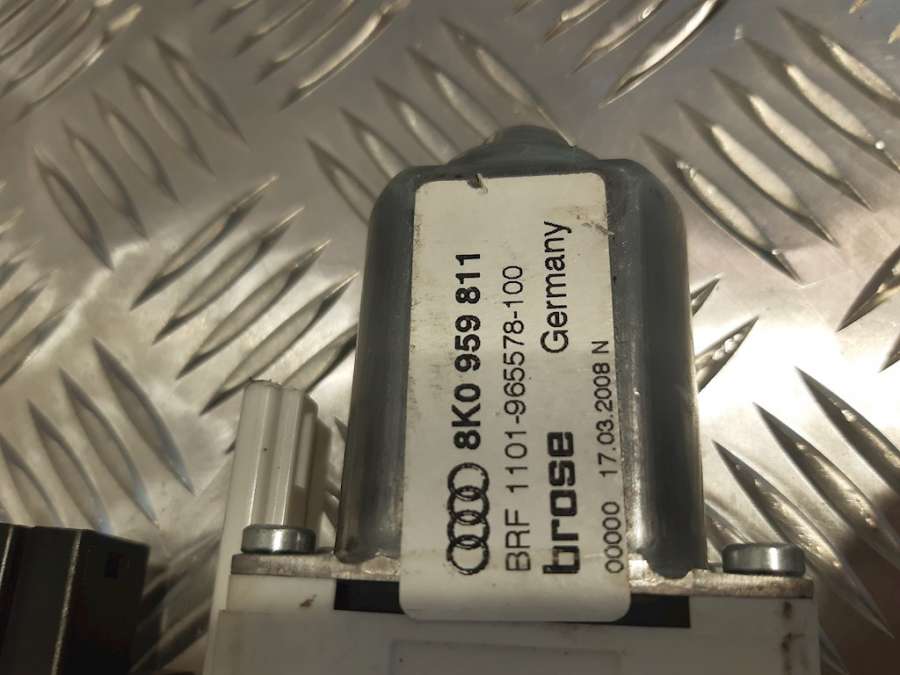 8K0 959 811
BRF 1101-965578-100
brose Germany
00000 17.03.2008 N